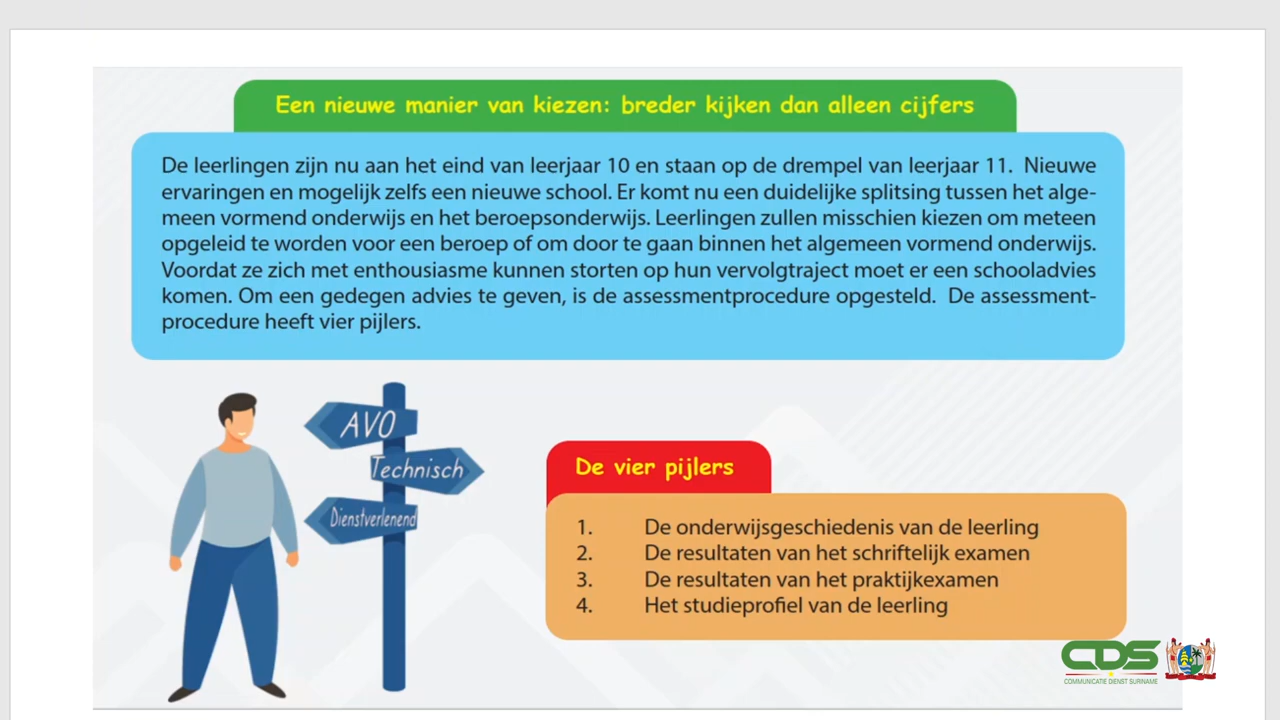 Een nieuwe manier van kiezen: breder kijken dan alleen cijfers
De leerlingen zijn nu aan het eind van leerjaar 10 en staan op de drempel van leerjaar 11. Nieuwe
ervaringen en mogelijk zelfs een nieuwe school. Er komt nu een duidelijke splitsing tussen het alge-
meen vormend onderwijs en het beroepsonderwijs. Leerlingen zullen misschien kiezen om meteen
opgeleid te worden voor een beroep of om door te gaan binnen het algemeen vormend onderwijs.
Voordat ze zich met enthousiasme kunnen storten op hun vervolgtraject moet er een schooladvies
komen. Om een gedegen advies te geven, is de assessmentprocedure opgesteld. De assessment-
procedure heeft vier pijlers.
AVO
Technisch
Dienstverlenend
De vier pijlers
1. De onderwijsgeschiedenis van de leerling
2. De resultaten van het schriftelijk examen
3. De resultaten van het praktijkexamen
4. Het studieprofiel van de leerling
CDS
COMMUNICATIE DIENST SURINAME